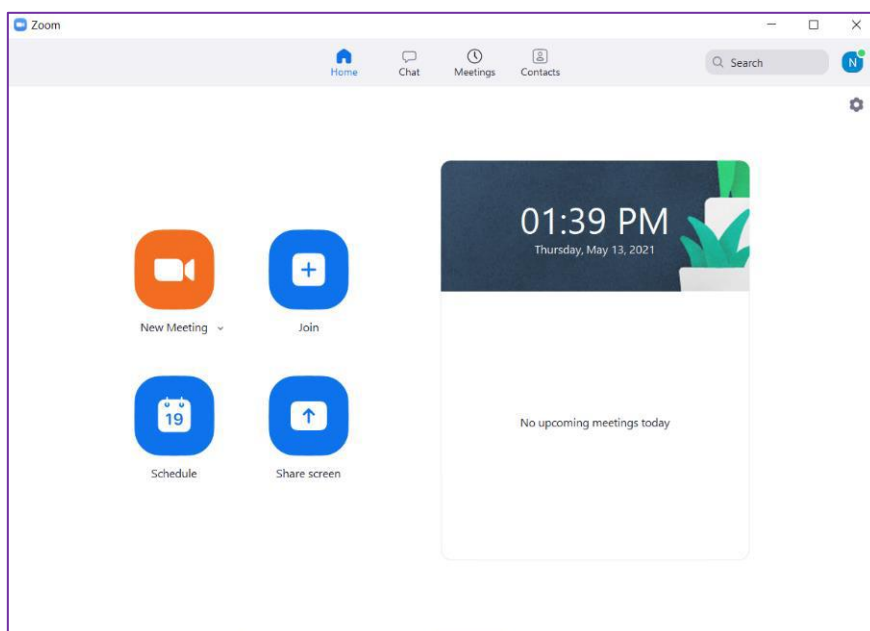 Zoom
Home
Chat
Meetings
Contacts
Search
N
01:39 PM
Thursday, May 13, 2021
New Meeting
Join
19
Schedule
Share screen
No upcoming meetings today